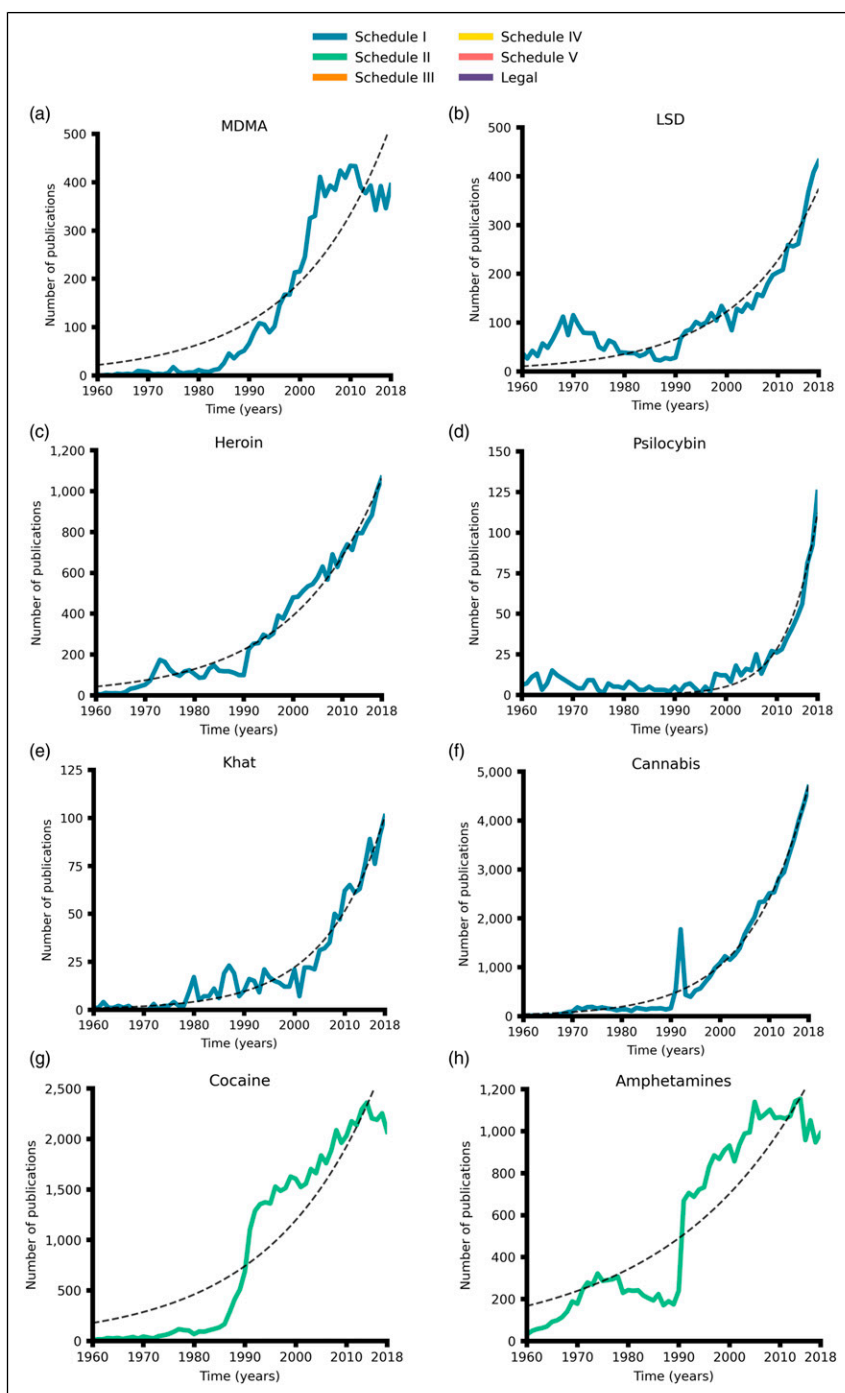 Schedule I Schedule IV
Schedule II Schedule V
Schedule III Legal
(a) (b)
MDMA LSD
500 500
400 400
300 300
200 200
100 100
0 0
Number of publications Number of publications
1960 1970 1980 1990 2000 2010 2018 1960 1970 1980 1990 2000 2010 2018
Time (years) Time (years)
(c) (d)
Heroin Psilocybin
1,200 150
1,000 125
800 100
600 75
400 50
200 25
0 0
Number of publications Number of publications
1960 1970 1980 1990 2000 2010 2018 1960 1970 1980 1990 2000 2010 2018
Time (years) Time (years)
(e) (f)
Khat Cannabis
125 5,000
100 4,000
75 3,000
50 2,000
25 1,000
0 0
Number of publications Number of publications
1960 1970 1980 1990 2000 2010 2018 1960 1970 1980 1990 2000 2010 2018
Time (years) Time (years)
(g) (h)
Cocaine Amphetamines
2,500 1,200
2,000 1,000
1,500 800
1,000 600
500 400
0 200
0
Number of publications Number of publications
1960 1970 1980 1990 2000 2010 2018 1960 1970 1980 1990 2000 2010 2018
Time (years) Time (years)